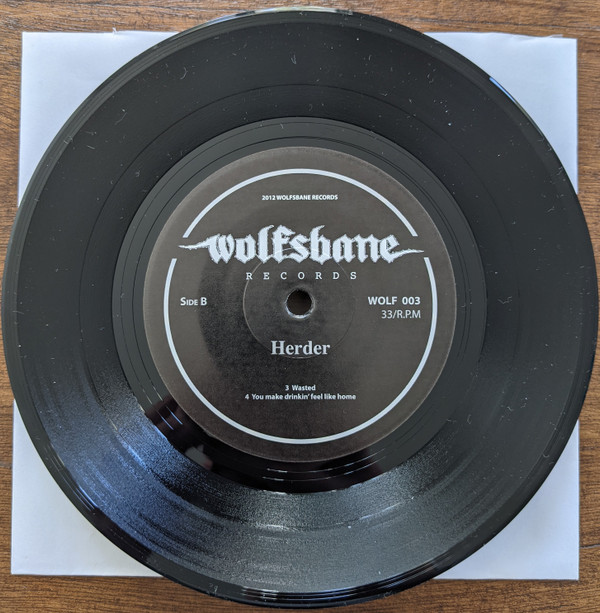 2012 WOLFSBANE RECORDS
wolfsbane
RECORDS
SIDE B
WOLF 003
33/R.P.M
Herder
3 Wasted
4 You make drinkin' feel like home